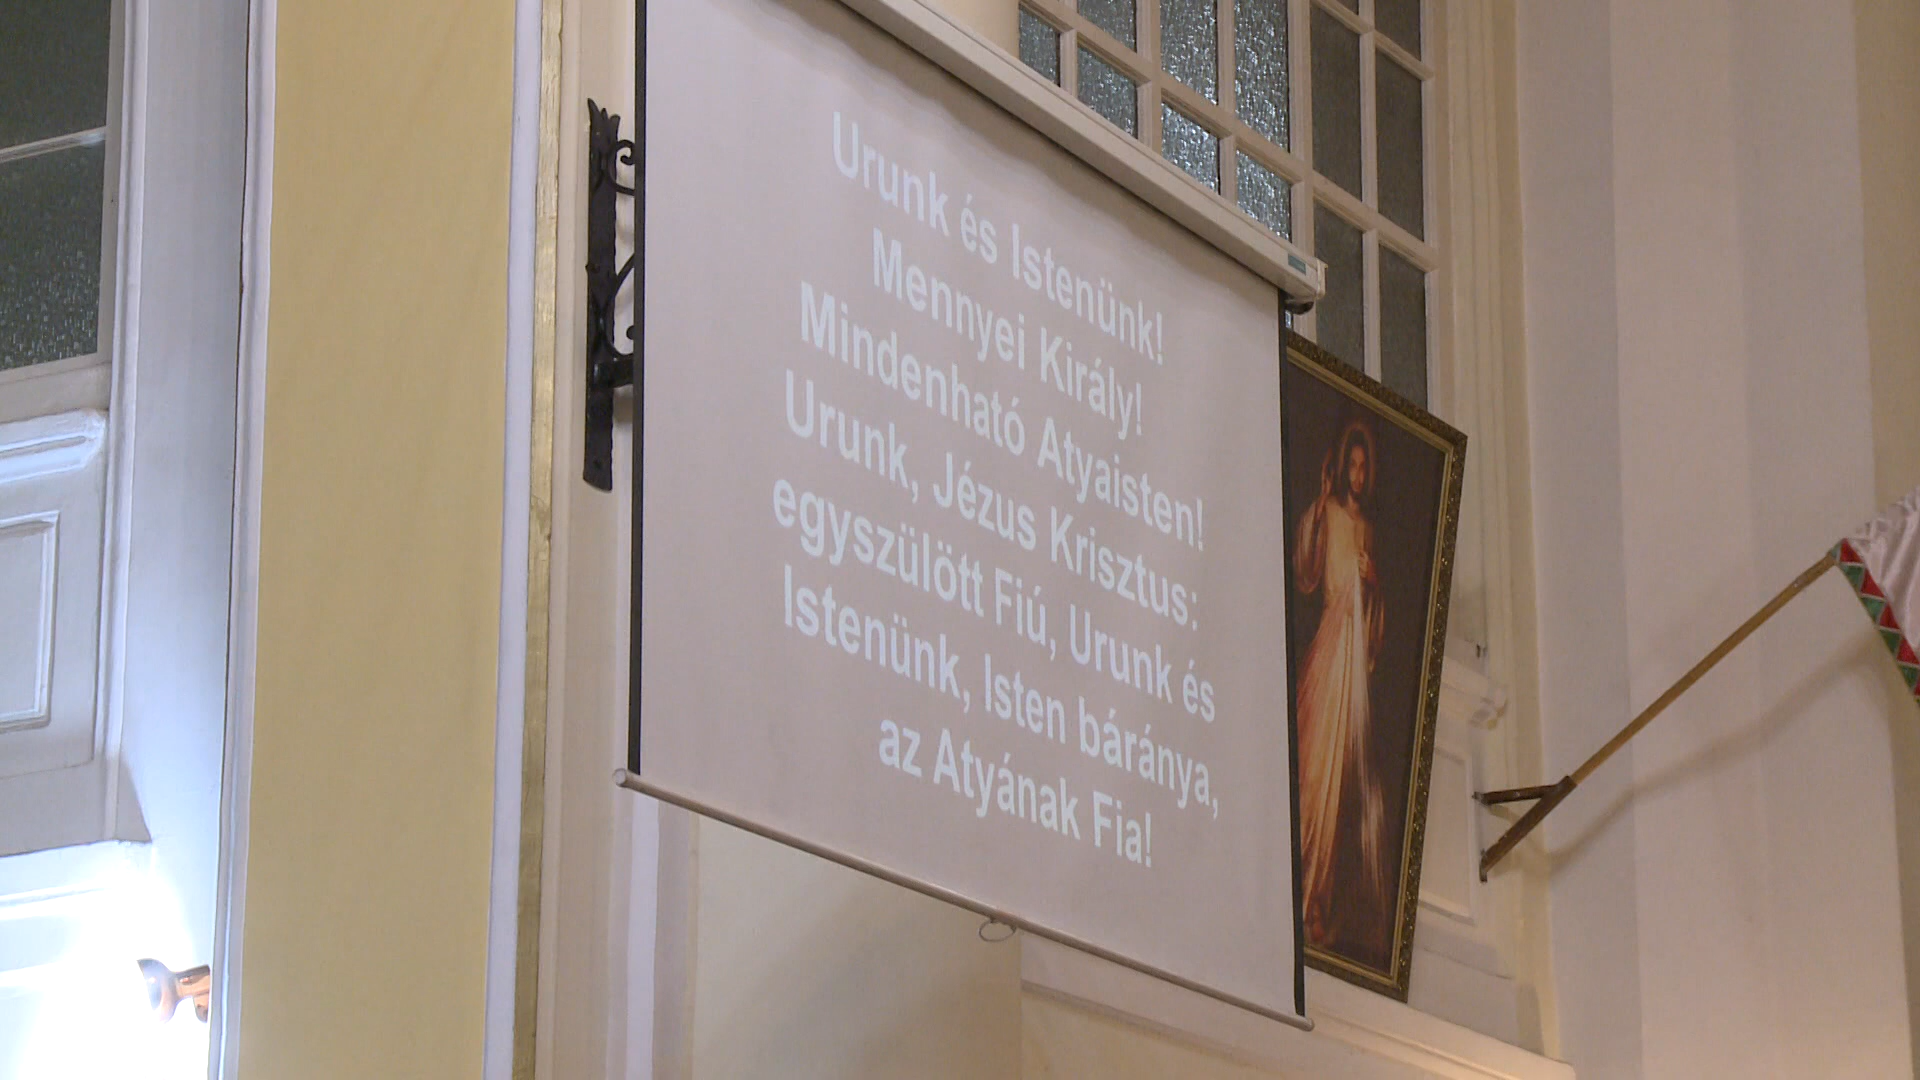 Urunk és Istenünk!
Mennyei Király!
Mindenható Atyaisten!
Urunk, Jézus Krisztus:
egyszülött Fiú, Urunk és
Istenünk, Isten báránya,
az Atyának Fia!